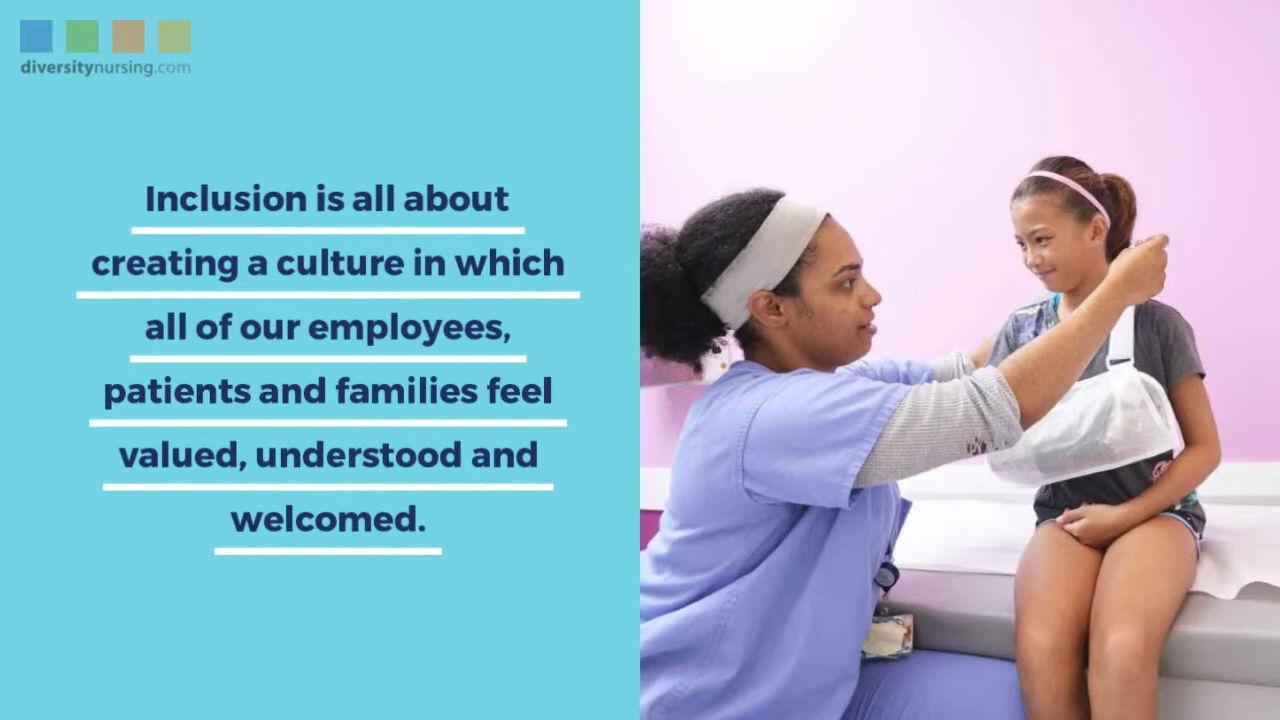 diversitynursing.com
Inclusion is all about
creating a culture in which
all of our employees,
patients and families feel
valued, understood and
welcomed.